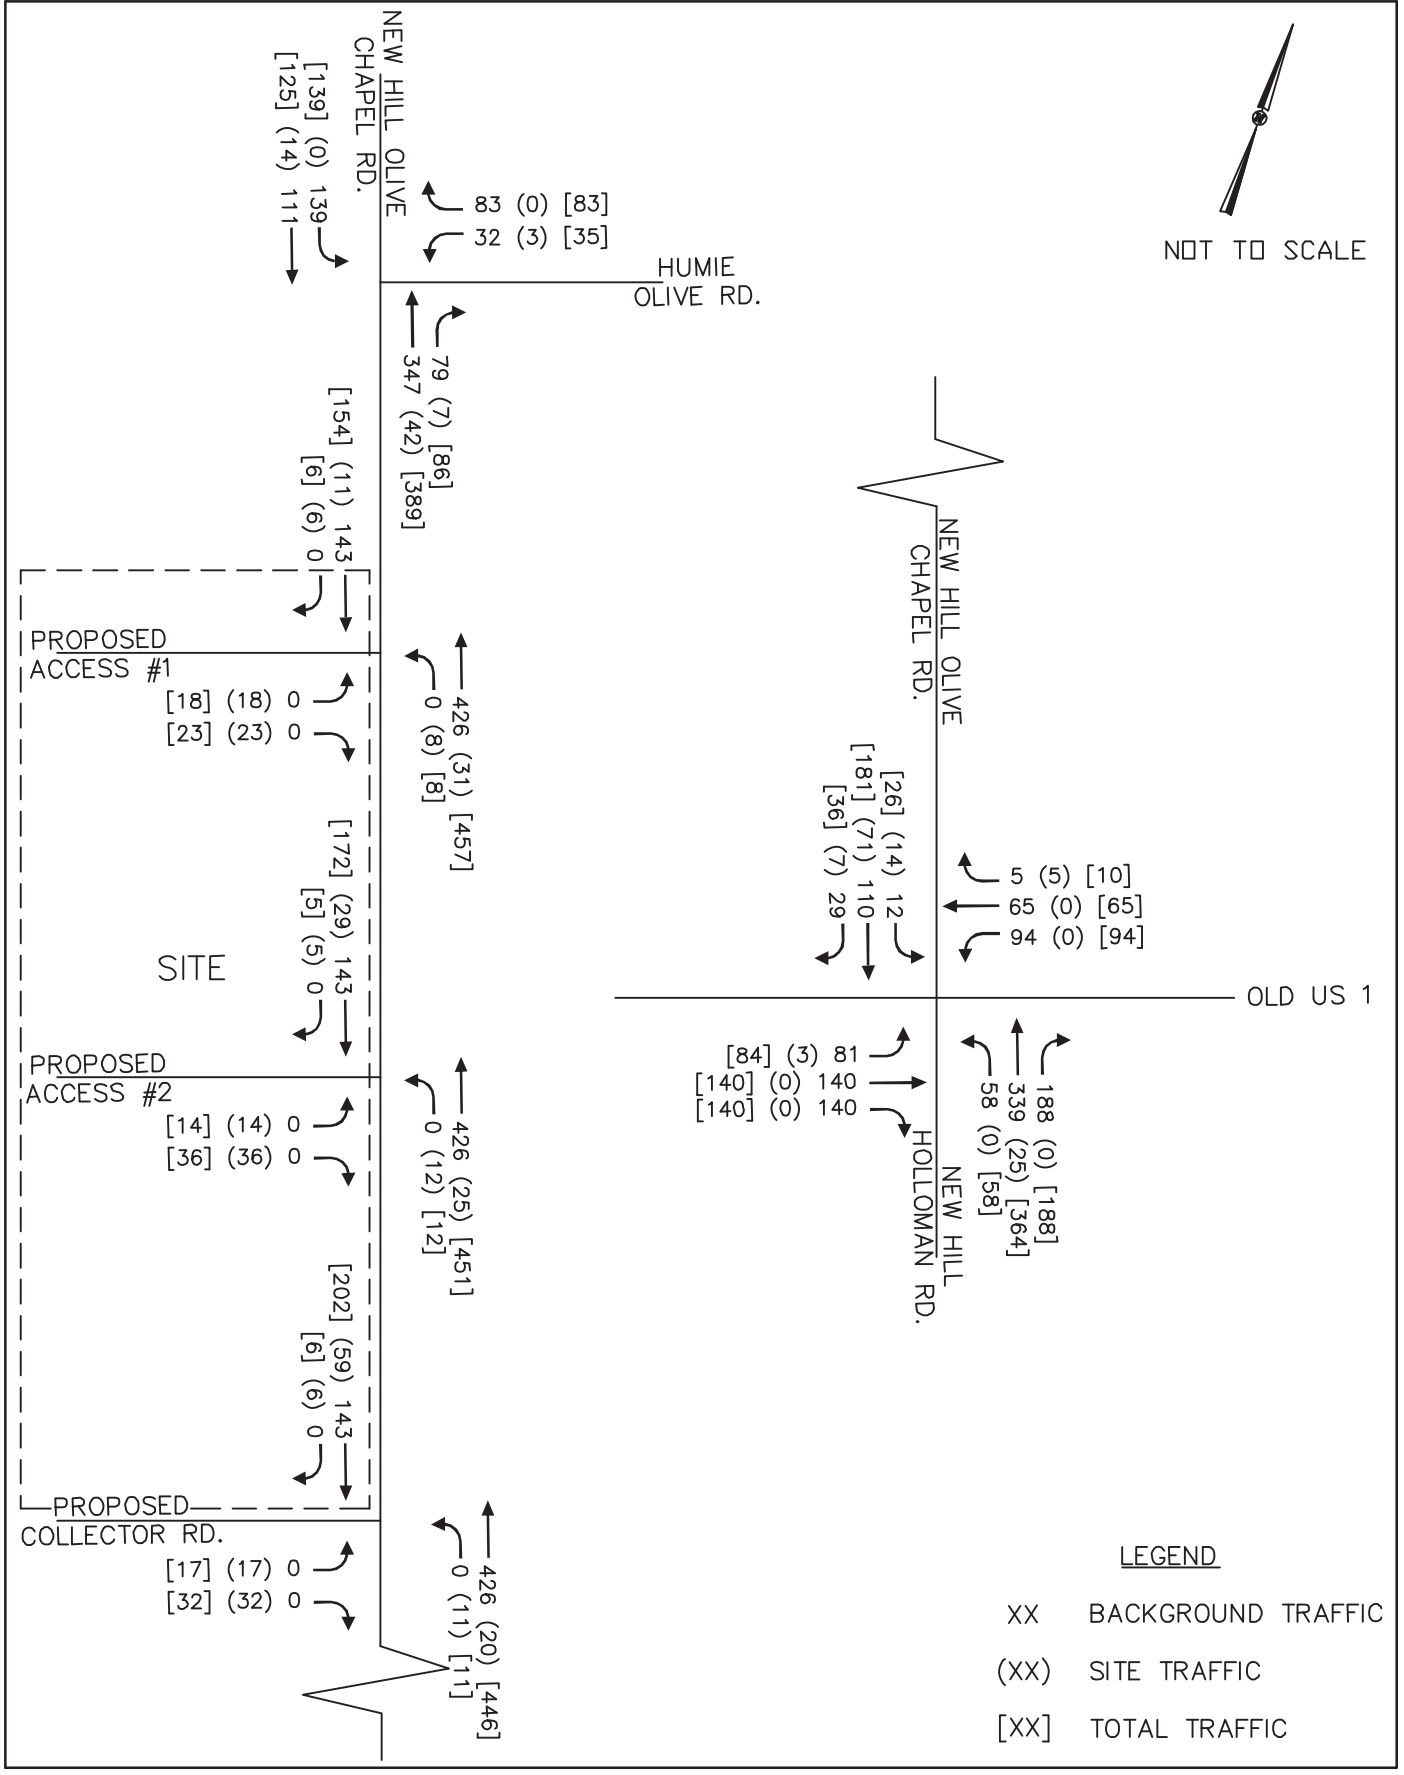 NEW HILL OLIVE
CHAPEL RD.
[139] (0) 139
[125] (14) 111
83 (0) [83]
32 (3) [35]
HUMIE
OLIVE RD.
79 (7) [86]
347 (42) [389]
NOT TO SCALE
[154] (11) 143
[6] (6) 0
PROPOSED
ACCESS #1
[18] (18) 0
[23] (23) 0
426 (31) [457]
0 (8) [8]
[172] (29) 143
[5] (5) 0
SITE
PROPOSED
ACCESS #2
[14] (14) 0
[36] (36) 0
426 (25) [451]
0 (12) [12]
[202] (59) 143
[6] (6) 0
PROPOSED
COLLECTOR RD.
[17] (17) 0
[32] (32) 0
426 (20) [446]
0 (11) [11]
NEW HILL OLIVE
CHAPEL RD.
[26] (14) 12
[181] (71) 110
[36] (7) 29
5 (5) [10]
65 (0) [65]
94 (0) [94]
OLD US 1
[84] (3) 81
[140] (0) 140
[140] (0) 140
188 (0) [188]
339 (25) [364]
58 (0) [58]
NEW HILL
HOLLOMAN RD.
LEGEND
XX BACKGROUND TRAFFIC
(XX) SITE TRAFFIC
[XX] TOTAL TRAFFIC